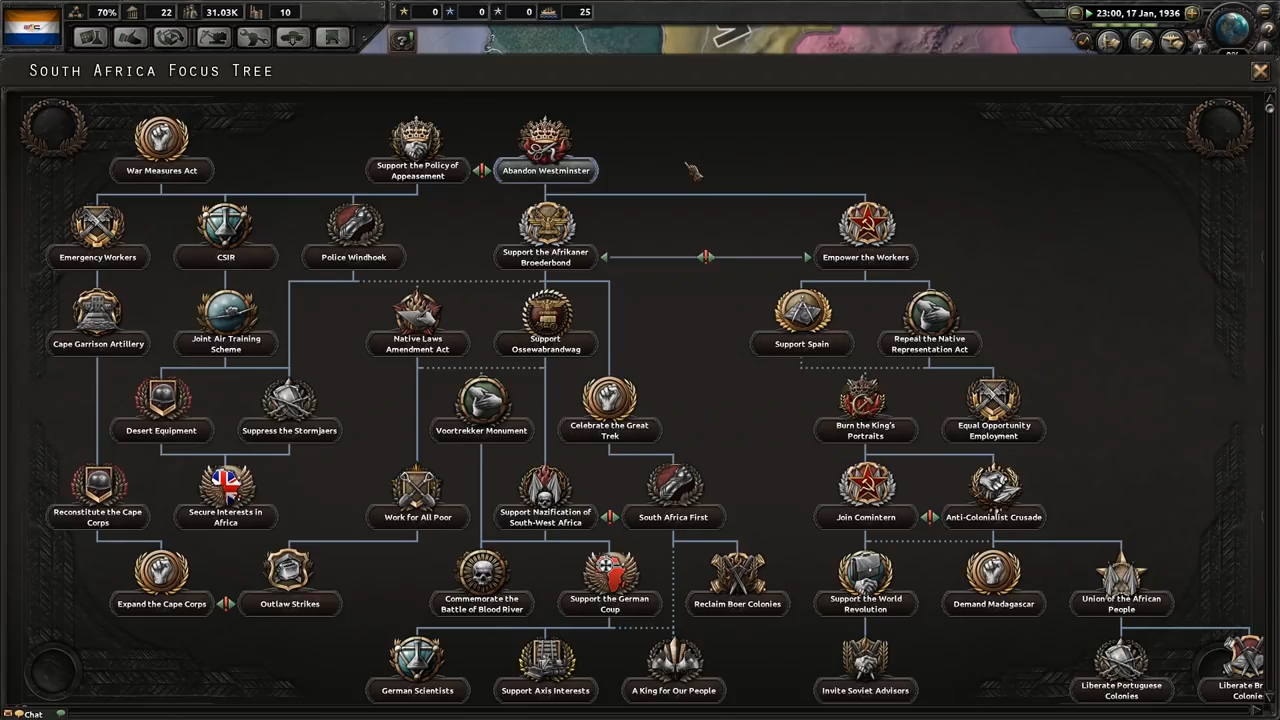 70%
22
31.03K
10
0
0
0
25
23:00, 17 Jan, 1936
South Africa Focus Tree
War Measures Act
Support the Policy of
Appeasement
Abandon Westminster
Emergency Workers
CSIR
Police Windhoek
Support the Afrikaner
Broederbond
Empower the Workers
Cape Garrison Artillery
Joint Air Training
Scheme
Native Laws
Amendment Act
Support
Ossewabrandwag
Support Spain
Repeal the Native
Representation Act
Desert Equipment
Suppress the Stormjaers
Voortrekker Monument
Celebrate the Great
Trek
Burn the King's
Portraits
Equal Opportunity
Employment
Reconstitute the Cape
Corps
Secure Interests in
Africa
Work for All Poor
Support Nazification of
South-West Africa
South Africa First
Join Comintern
Anti-Colonialist Crusade
Expand the Cape Corps
Outlaw Strikes
Commemorate the
Battle of Blood River
Support the German
Coup
Reclaim Boer Colonies
Support the World
Revolution
Demand Madagascar
Union of the African
People
German Scientists
Support Axis Interests
A King for Our People
Invite Soviet Advisors
Liberate Portuguese
Colonies
Liberate Br
Colonie
Chat